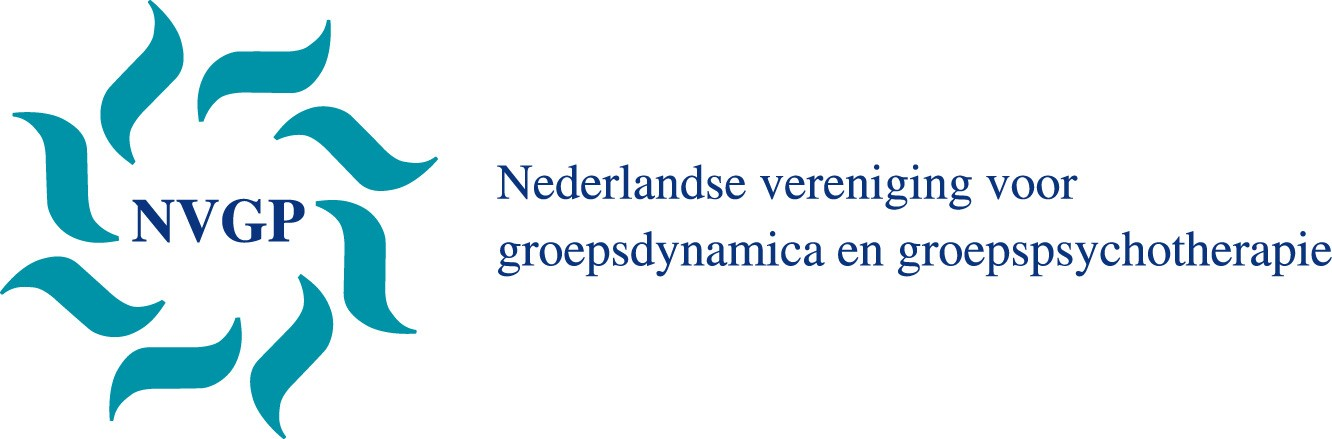 NVGP
Nederlandse vereniging voor
groepsdynamica en groepspsychotherapie